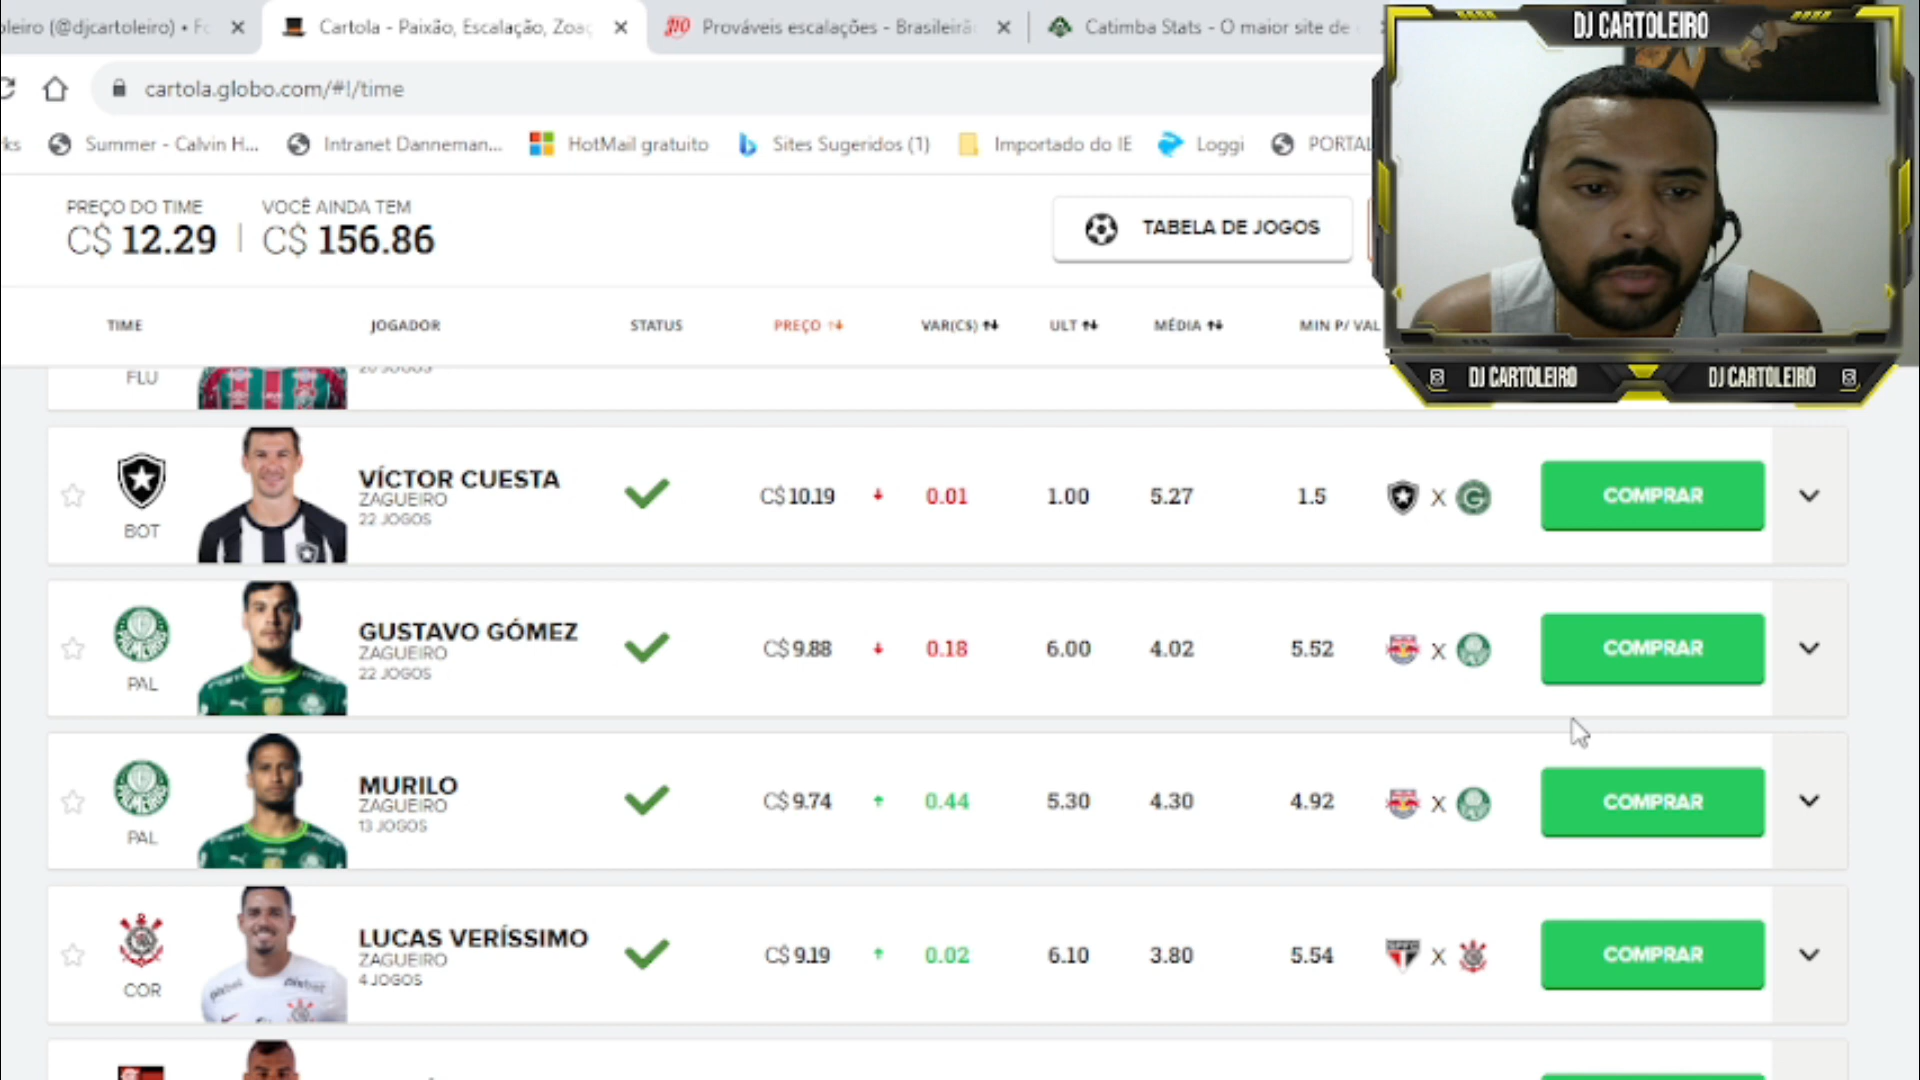 oleiro (@djcartoleiro) • Fo
Cartola - Paixão, Escalação, Zoaç
Prováveis escalações - Brasileirã
Catimba Stats - O maior site de
cartola.globo.com/#!/time
ks
Summer - Calvin H...
Intranet Danneman...
HotMail gratuito
Sites Sugeridos (1)
Importado do IE
Loggi
PORTAL
DJ CARTOLEIRO
DJ CARTOLEIRO
DJ CARTOLEIRO
PREÇO DO TIME
C$ 12.29
VOCÊ AINDA TEM
C$ 156.86
TABELA DE JOGOS
TIME JOGADOR STATUS PREÇO VAR(C$) ULT MÉDIA MIN P/ VAL
FLU
20 JOGOS
BOT
VÍCTOR CUESTA
ZAGUEIRO
22 JOGOS
C$ 10.19 0.01 1.00 5.27 1.5 X COMPRAR
PAL
GUSTAVO GÓMEZ
ZAGUEIRO
22 JOGOS
C$ 9.88 0.18 6.00 4.02 5.52 X COMPRAR
PAL
MURILO
ZAGUEIRO
13 JOGOS
C$ 9.74 0.44 5.30 4.30 4.92 X COMPRAR
COR
LUCAS VERÍSSIMO
ZAGUEIRO
4 JOGOS
C$ 9.19 0.02 6.10 3.80 5.54 X COMPRAR